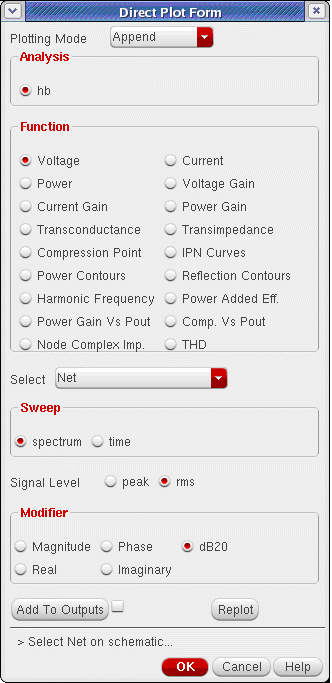 Direct Plot Form
Plotting Mode Append
Analysis
hb
Function
Voltage Current
Power Voltage Gain
Current Gain Power Gain
Transconductance Transimpedance
Compression Point IPN Curves
Power Contours Reflection Contours
Harmonic Frequency Power Added Eff.
Power Gain Vs Pout Comp. Vs Pout
Node Complex Imp. THD
Select Net
Sweep
spectrum time
Signal Level peak rms
Modifier
Magnitude Phase dB20
Real Imaginary
Add To Outputs Replot
> Select Net on schematic...
OK Cancel Help